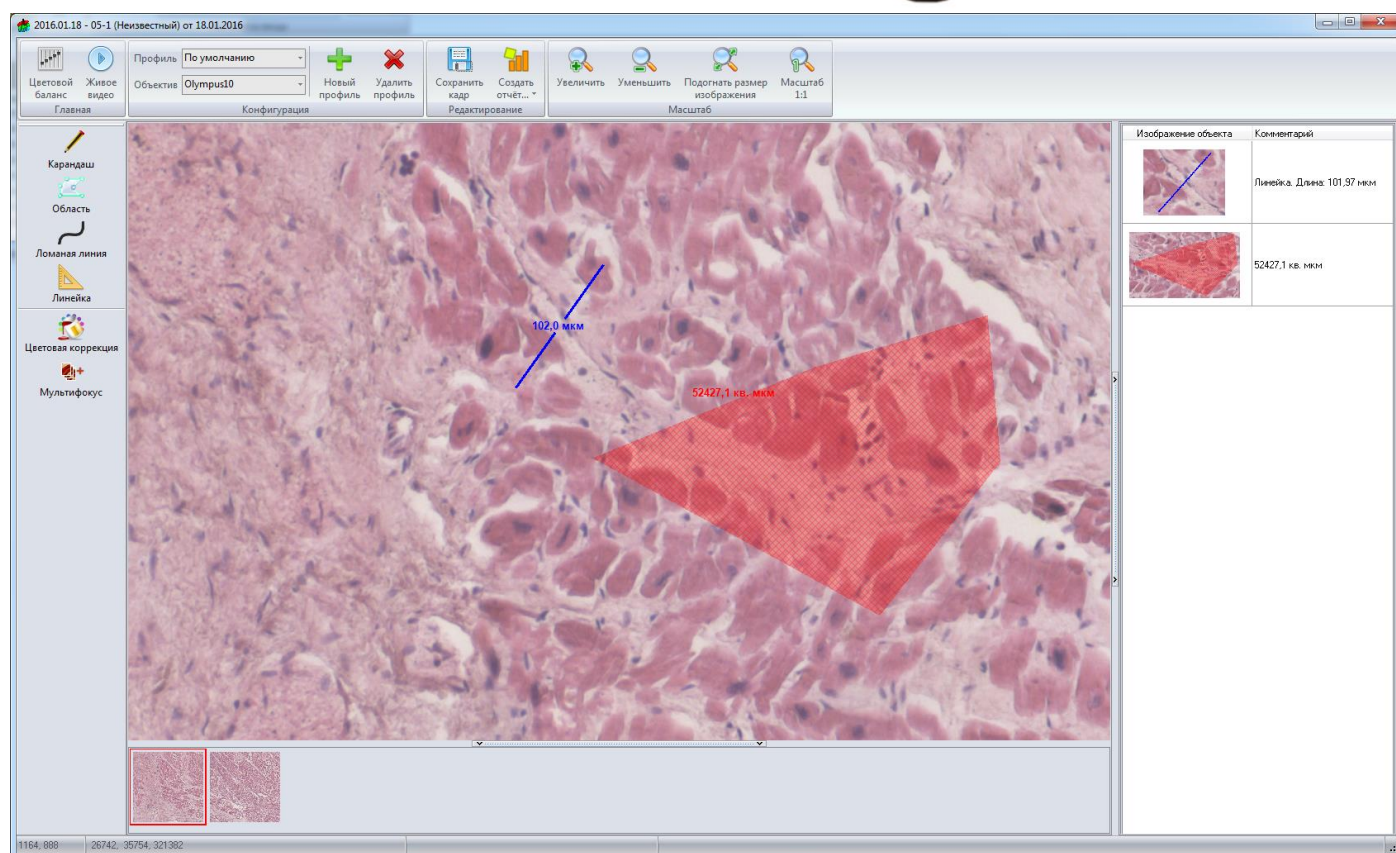 2016.01.18 - 05-1 (Неизвестный) от 18.01.2016
Цветовой баланс
Живое видео
Главная
Профиль По умолчанию
Объектив Olympus10
Новый профиль
Удалить профиль
Конфигурация
Сохранить кадр
Создать отчёт...
Редактирование
Увеличить
Уменьшить
Подогнать размер изображения
Масштаб 1:1
Масштаб
Карандаш
Область
Ломаная линия
Линейка
Цветовая коррекция
Мультифокус
102,0 мкм
52427,1 кв. мкм
Изображение объекта
Комментарий
Линейка. Длина: 101,97 мкм
52427,1 кв. мкм
1164, 888
26742, 35754, 321382